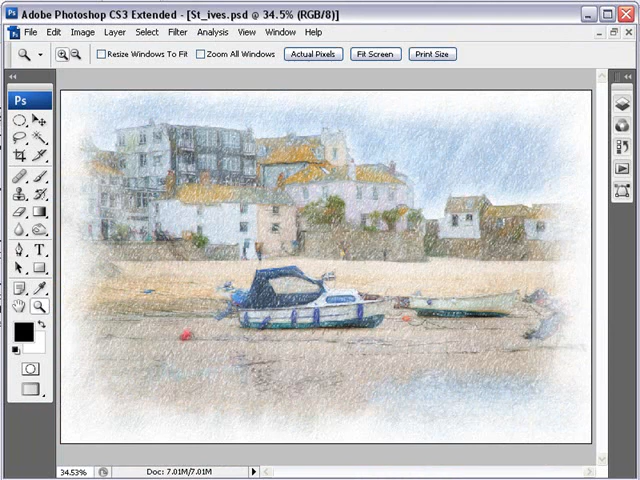 Adobe Photoshop CS3 Extended - [St_ives.psd @ 34.5% (RGB/8)]
File Edit Image Layer Select Filter Analysis View Window Help
Resize Windows To Fit Zoom All Windows Actual Pixels Fit Screen Print Size
Ps
T
34.53% Doc: 7.01M/7.01M